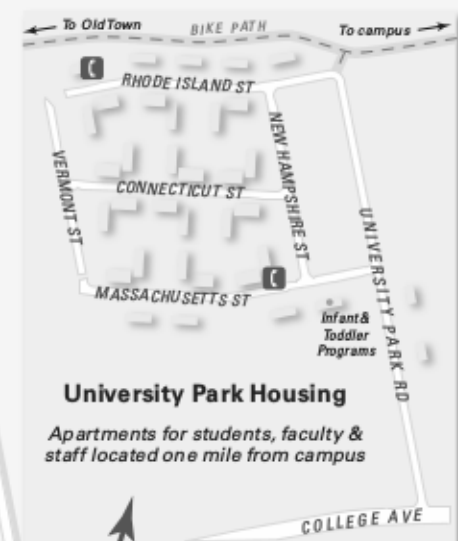 To Old Town
BIKE PATH
To campus
RHODE ISLAND ST
VERMONT ST
NEW HAMPSHIRE ST
CONNECTICUT ST
UNIVERSITY PARK RD
MASSACHUSETTS ST
Infant &
Toddler
Programs
University Park Housing
Apartments for students, faculty &
staff located one mile from campus
COLLEGE AVE